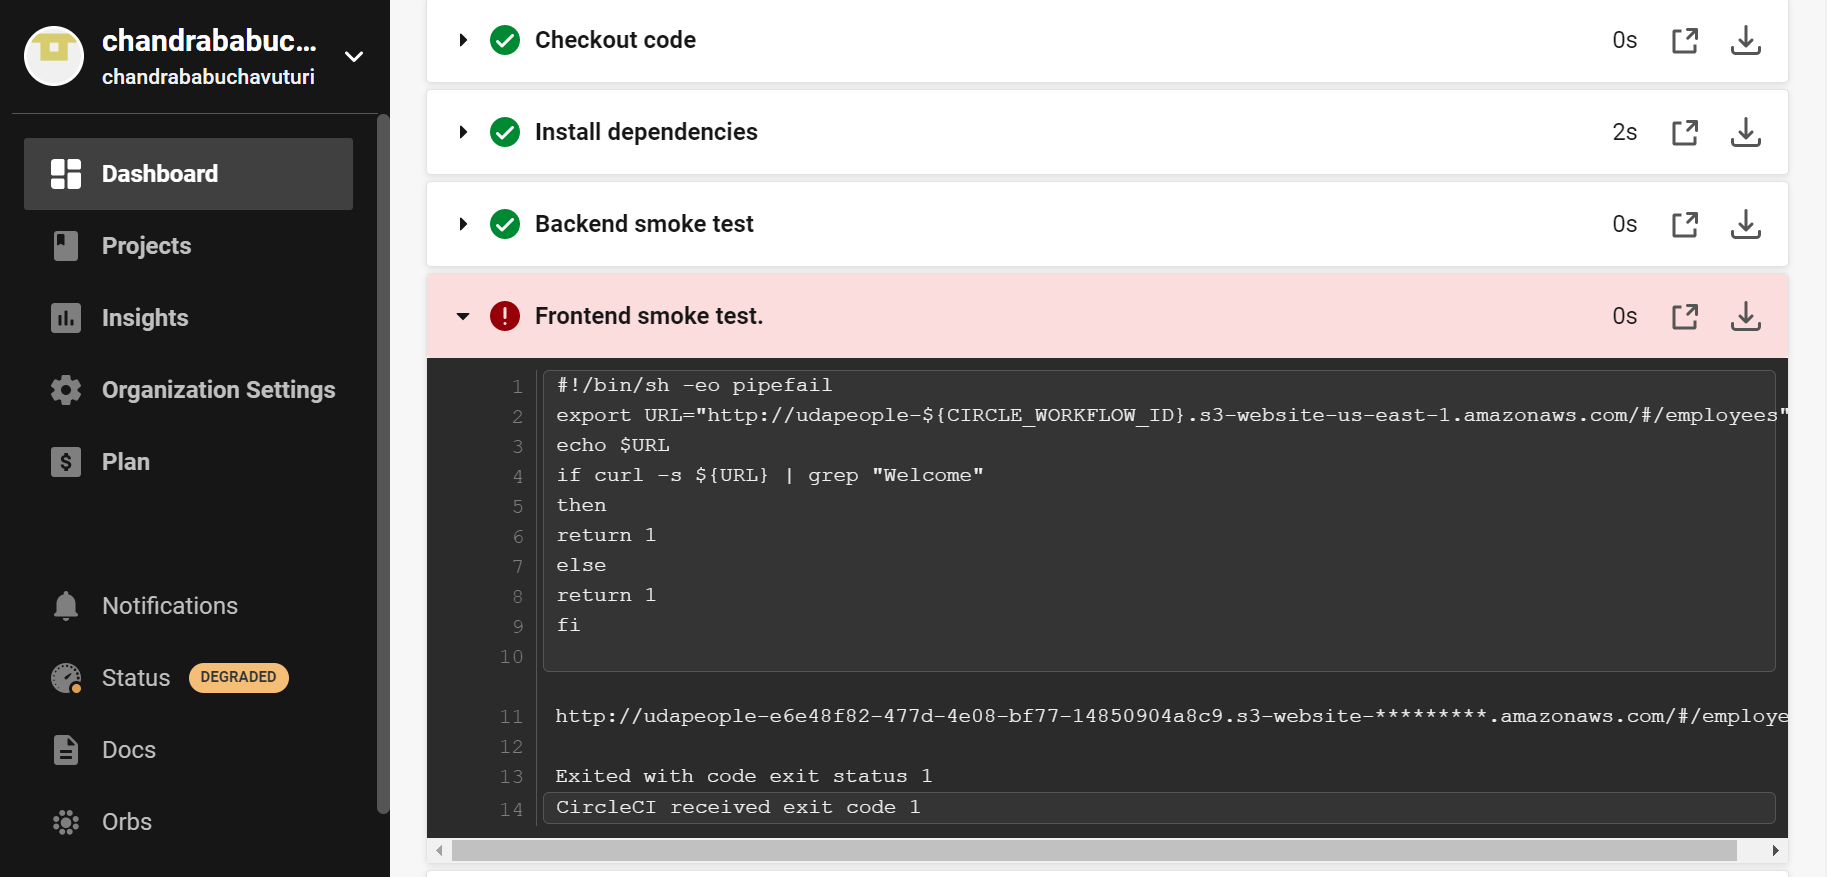 chandrababuc...
chandrababuchavuturi
Dashboard
Projects
Insights
Organization Settings
Plan
Notifications
Status DEGRADED
Docs
Orbs
Checkout code 0s
Install dependencies 2s
Backend smoke test 0s
Frontend smoke test. 0s
1 #!/bin/sh -eo pipefail
2 export URL="http://udapeople-${CIRCLE_WORKFLOW_ID}.s3-website-us-east-1.amazonaws.com/#/employees"
3 echo $URL
4 if curl -s ${URL} | grep "Welcome"
5 then
6 return 1
7 else
8 return 1
9 fi
10
11 http://udapeople-e6e48f82-477d-4e08-bf77-14850904a8c9.s3-website-*********.amazonaws.com/#/employe
12
13 Exited with code exit status 1
14 CircleCI received exit code 1